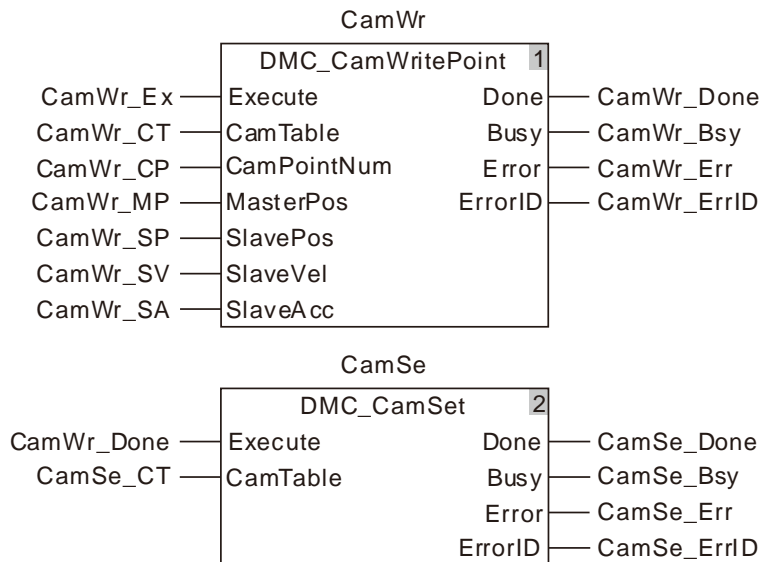 CamWr
DMC_CamWritePoint 1
CamWr_Ex Execute Done CamWr_Done
CamWr_CT CamTable Busy CamWr_Bsy
CamWr_CP CamPointNum Error CamWr_Err
CamWr_MP MasterPos ErrorID CamWr_ErrID
CamWr_SP SlavePos
CamWr_SV SlaveVel
CamWr_SA SlaveAcc
CamSe
DMC_CamSet 2
CamWr_Done Execute Done CamSe_Done
CamSe_CT CamTable Busy CamSe_Bsy
Error CamSe_Err
ErrorID CamSe_ErrID